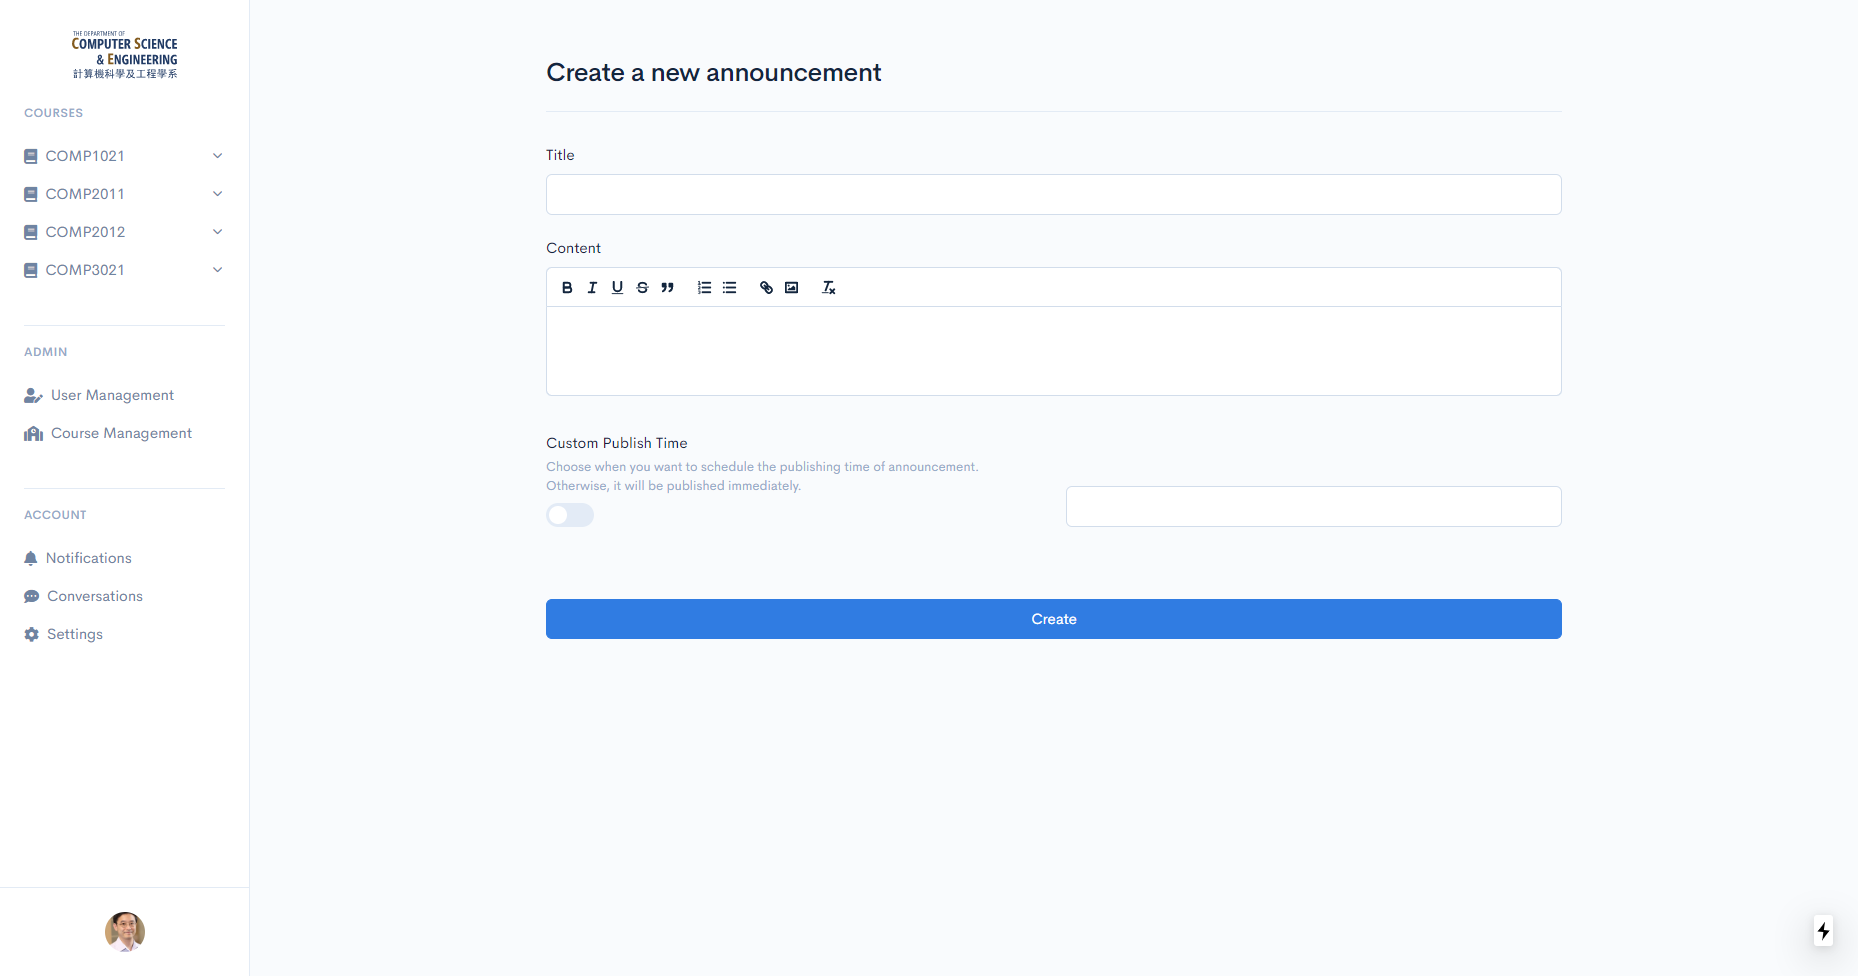 THE DEPARTMENT OF
COMPUTER SCIENCE
& ENGINEERING
計算機科學及工程學系
COURSES
COMP1021
COMP2011
COMP2012
COMP3021
ADMIN
User Management
Course Management
ACCOUNT
Notifications
Conversations
Settings
Create a new announcement
Title
Content
Custom Publish Time
Choose when you want to schedule the publishing time of announcement.
Otherwise, it will be published immediately.
Create